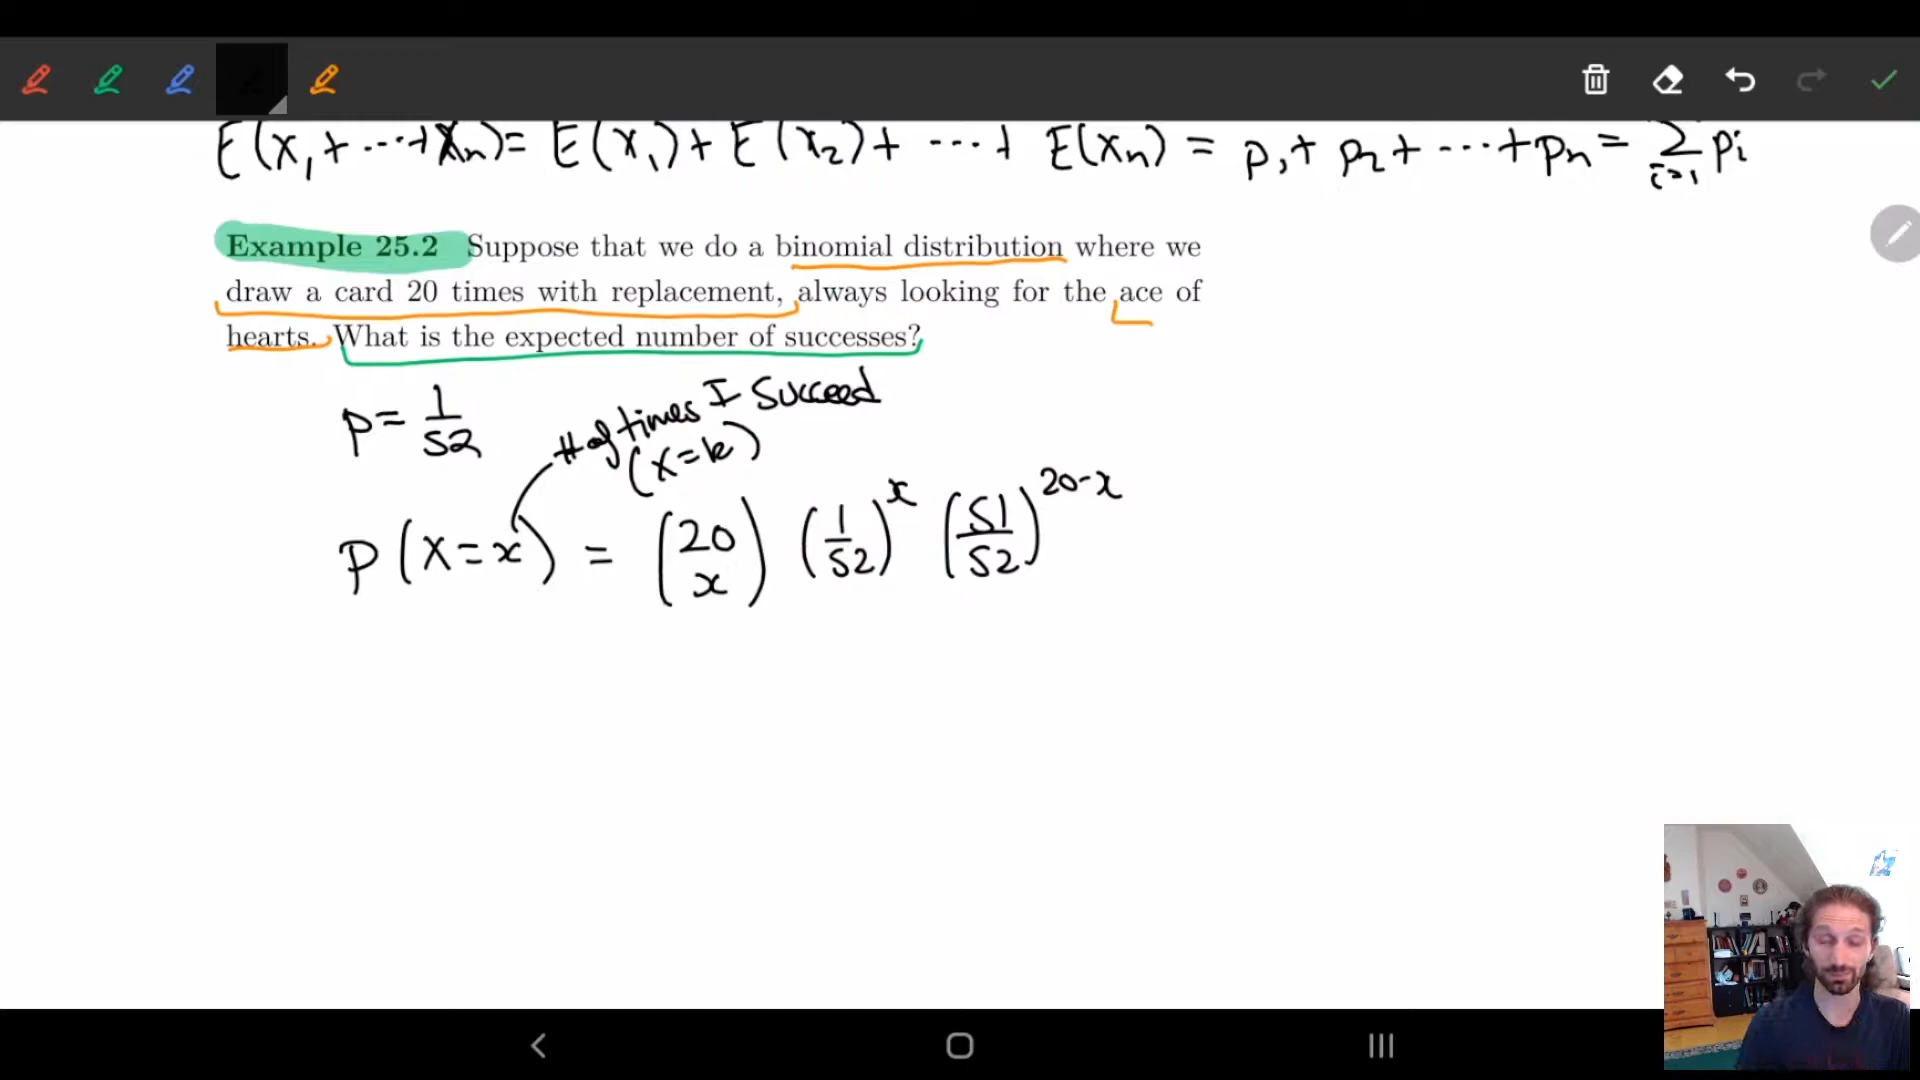 E(x₁+⋯+Xₙ)= E(x₁)+ E(x₂)+ ⋯+ E(xₙ) = p₁+ p₂+ ⋯+pₙ= Σ i=1 pᵢ
Example 25.2 Suppose that we do a binomial distribution where we
draw a card 20 times with replacement, always looking for the ace of
hearts. What is the expected number of successes?
p= 1/52
# of times I Succeed
(X=k)
P(X=x) = (20 x) (1/52)^x (51/52)^20-x